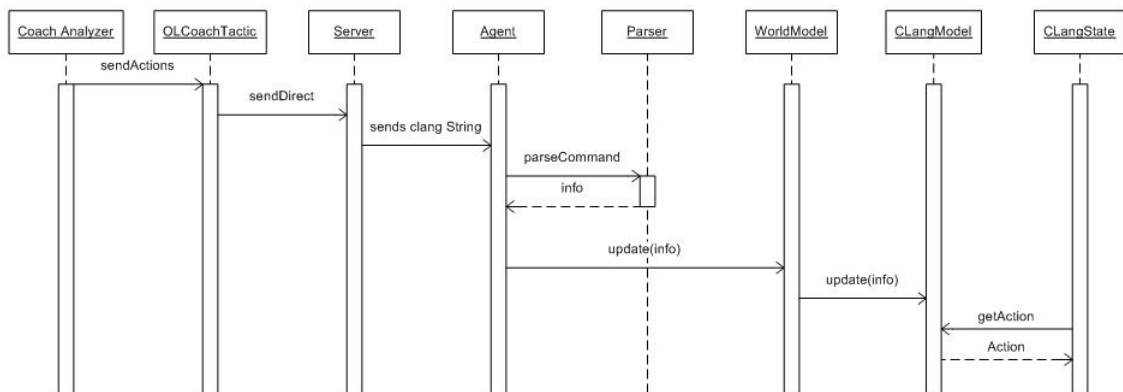 Coach Analyzer
OLCoachTactic
Server
Agent
Parser
WorldModel
CLangModel
CLangState
sendActions
sendDirect
sends clang String
parseCommand
info
update(info)
update(info)
getAction
Action